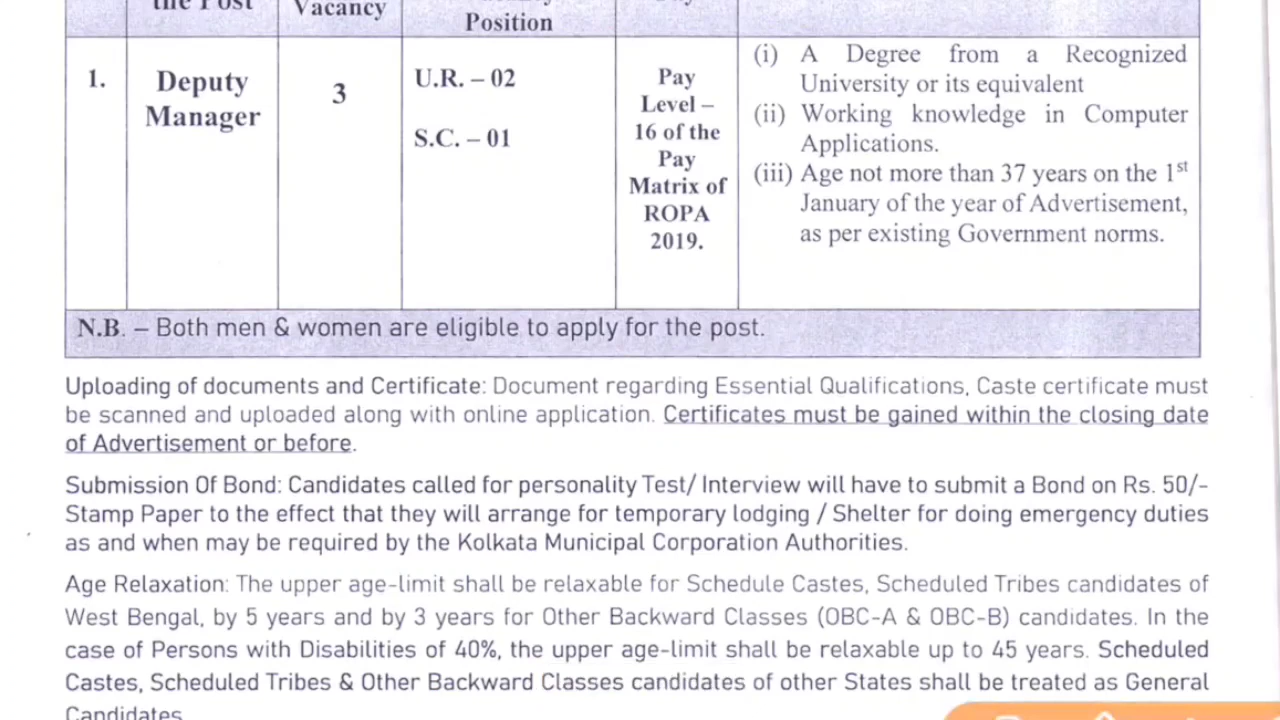 the Post
Vacancy
Position
1.
Deputy
Manager
3
U.R. – 02
S.C. – 01
Pay
Level –
16 of the
Pay
Matrix of
ROPA
2019.
(i) A Degree from a Recognized
University or its equivalent
(ii) Working knowledge in Computer
Applications.
(iii) Age not more than 37 years on the 1st
January of the year of Advertisement,
as per existing Government norms.
N.B. – Both men & women are eligible to apply for the post.
Uploading of documents and Certificate: Document regarding Essential Qualifications, Caste certificate must
be scanned and uploaded along with online application. Certificates must be gained within the closing date
of Advertisement or before.
Submission Of Bond: Candidates called for personality Test/ Interview will have to submit a Bond on Rs. 50/-
Stamp Paper to the effect that they will arrange for temporary lodging / Shelter for doing emergency duties
as and when may be required by the Kolkata Municipal Corporation Authorities.
Age Relaxation: The upper age-limit shall be relaxable for Schedule Castes, Scheduled Tribes candidates of
West Bengal, by 5 years and by 3 years for Other Backward Classes (OBC-A & OBC-B) candidates. In the
case of Persons with Disabilities of 40%, the upper age-limit shall be relaxable up to 45 years. Scheduled
Castes, Scheduled Tribes & Other Backward Classes candidates of other States shall be treated as General
Candidates